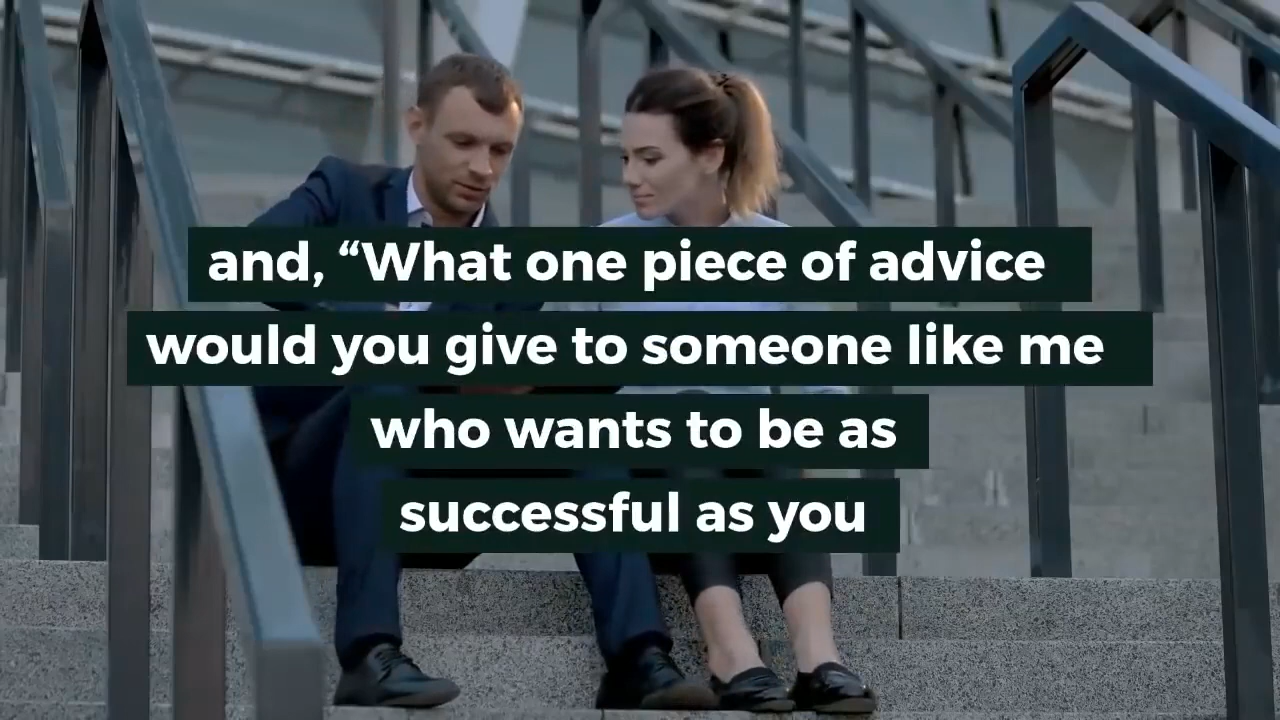 and, “What one piece of advice
would you give to someone like me
who wants to be as
successful as you